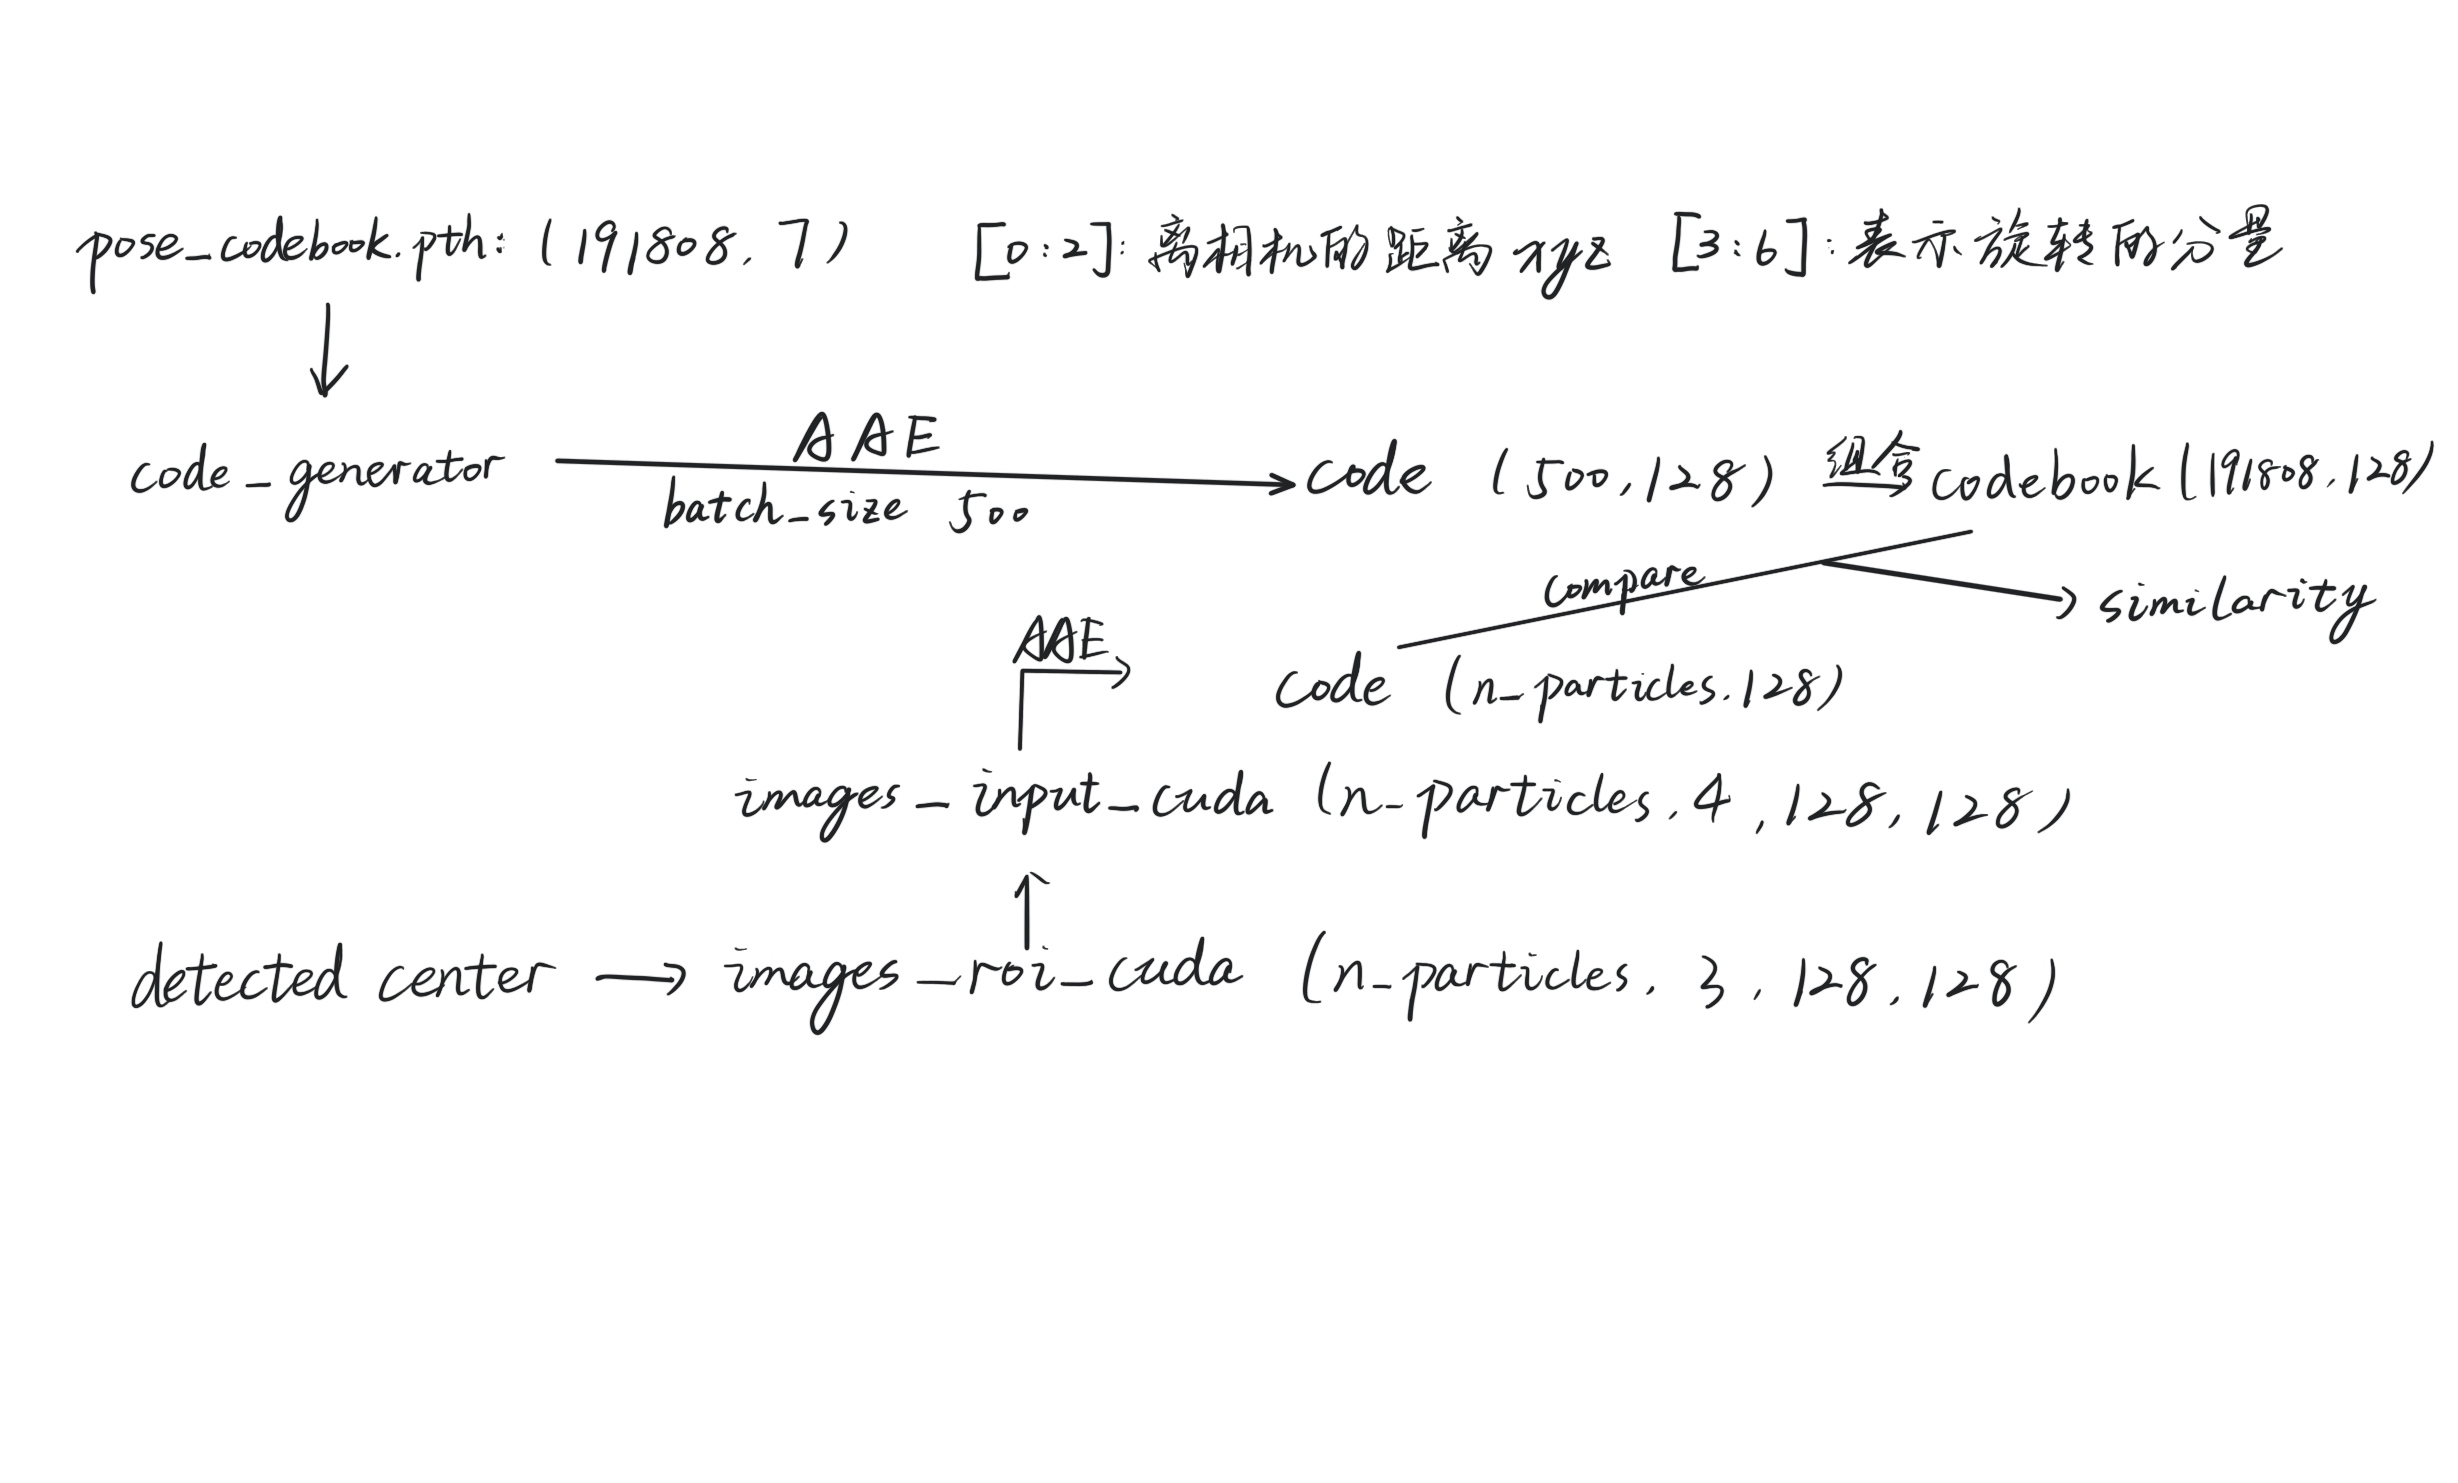 pose_codebook.pth: (19808, 7) [0:2]: 离相机的距离 xyz [3:6]: 表示旋转的分量
AAE
code_generator code (500,128) 组合 codebook (19808,128)
batch_size 500
compare
similarity
AAE
code (n_particles, 128)
images_input_cuda (n_particles, 4, 128, 128)
detected center → images_roi_cuda (n_particles, 3, 128, 128)